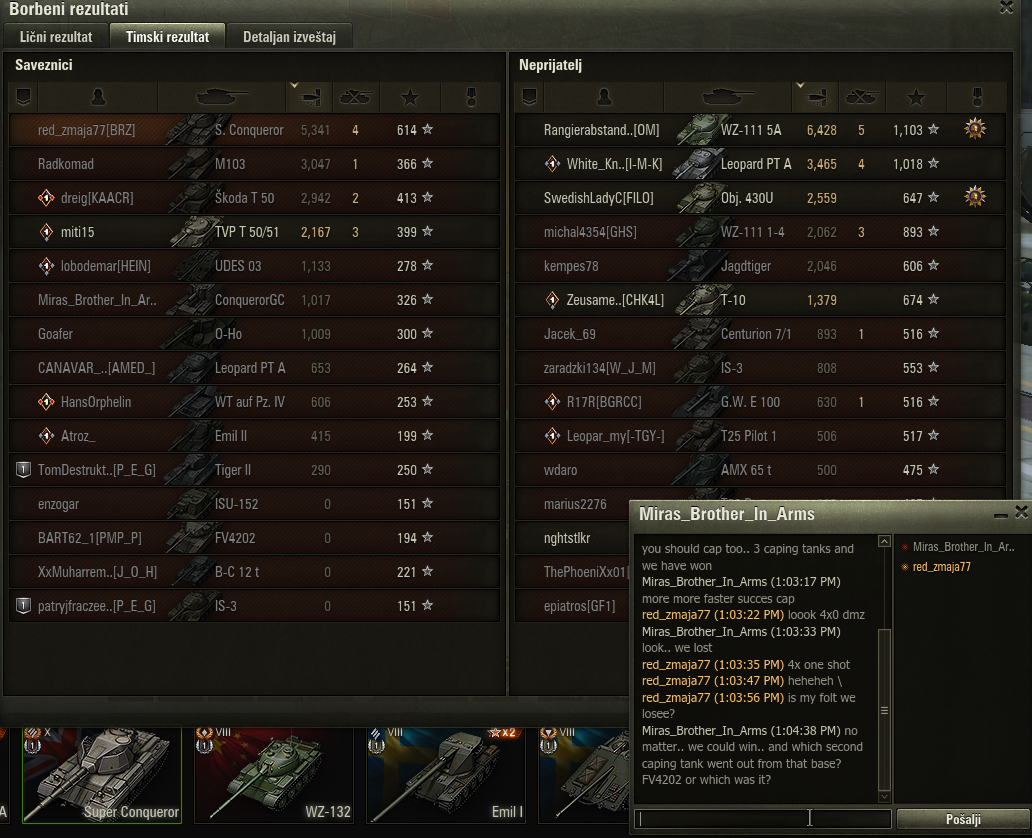 Borbeni rezultati
Lični rezultat Timski rezultat Detaljan izveštaj
Saveznici
red_zmaja77[BRZ] S. Conqueror 5,341 4 614
Radkomad M103 3,047 1 366
dreig[KAACR] Škoda T 50 2,942 2 413
miti15 TVP T 50/51 2,167 3 399
lobodemar[HEIN] UDES 03 1,133 278
Miras_Brother_In_Ar.. ConquerorGC 1,017 326
Goafer O-Ho 1,009 300
CANAVAR_..[AMED_] Leopard PT A 653 264
HansOrphelin WT auf Pz. IV 606 253
Atroz_ Emil II 415 199
TomDestrukt..[P_E_G] Tiger II 290 250
enzogar ISU-152 0 151
BART62_1[PMP_P] FV4202 0 194
XxMuharrem..[J_O_H] B-C 12 t 0 221
patryjfraczee..[P_E_G] IS-3 0 151
Neprijatelj
Rangierabstand..[OM] WZ-111 5A 6,428 5 1,103
White_Kn..[I-M-K] Leopard PT A 3,465 4 1,018
SwedishLadyC[FILO] Obj. 430U 2,559 647
michal4354[GHS] WZ-111 1-4 2,062 3 893
kempes78 Jagdtiger 2,046 606
Zeusame..[CHK4L] T-10 1,379 674
Jacek_69 Centurion 7/1 893 1 516
zaradzki134[W_J_M] IS-3 808 553
R17R[BGRCC] G.W. E 100 630 1 516
Leopar_my[-TGY-] T25 Pilot 1 506 517
wdaro AMX 65 t 500 475
marius2276
nghtstlkr
ThePhoeniXx01[
epiatros[GF1]
Miras_Brother_In_Arms
you should cap too.. 3 caping tanks and
we have won
Miras_Brother_In_Arms (1:03:17 PM)
more more faster succes cap
red_zmaja77 (1:03:22 PM) loook 4x0 dmz
Miras_Brother_In_Arms (1:03:33 PM)
look.. we lost
red_zmaja77 (1:03:35 PM) 4x one shot
red_zmaja77 (1:03:47 PM) heheheh \
red_zmaja77 (1:03:56 PM) is my folt we
losee?
Miras_Brother_In_Arms (1:04:38 PM) no
matter.. we could win.. and which second
caping tank went out from that base?
FV4202 or which was it?
Miras_Brother_In_Ar..
red_zmaja77
Pošalji
X Super Conqueror
VIII WZ-132
VIII X2 Emil I
VIII